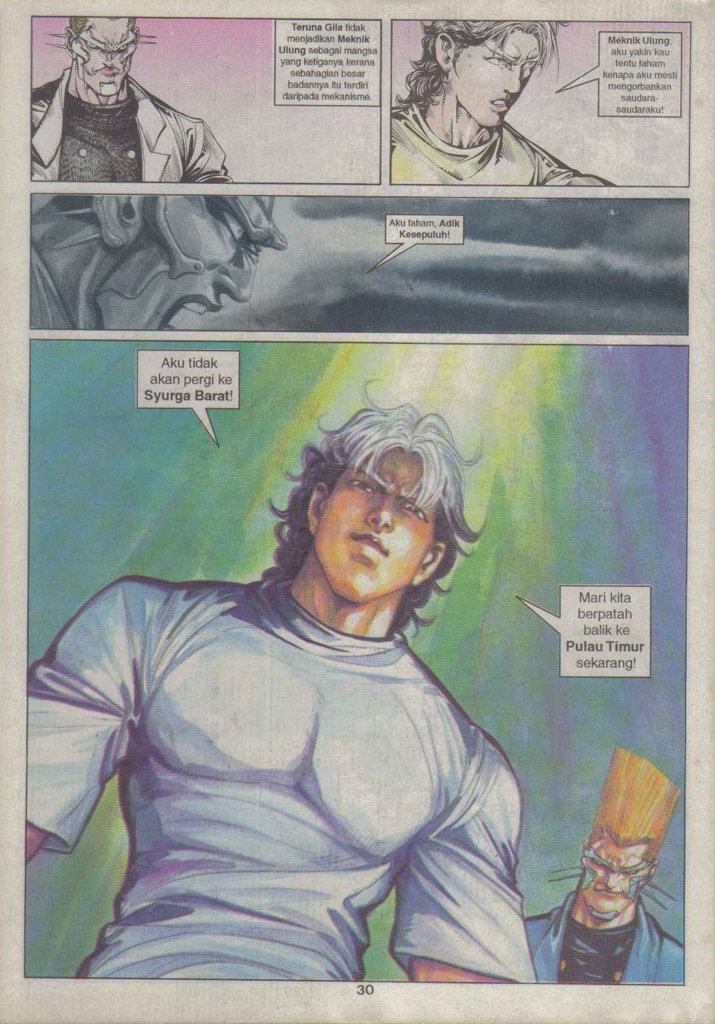 Teruna Gila tidak
menjadikan Meknik
Ulung sebagai mangsa
yang ketiganya kerana
sebahagian besar
badannya itu terdiri
daripada mekanisme.
Meknik Ulung,
aku yakin kau
tentu faham
kenapa aku mesti
mengorbankan
saudara-
saudaraku!
Aku faham, Adik
Kesepuluh!
Aku tidak
akan pergi ke
Syurga Barat!
Mari kita
berpatah
balik ke
Pulau Timur
sekarang!
30